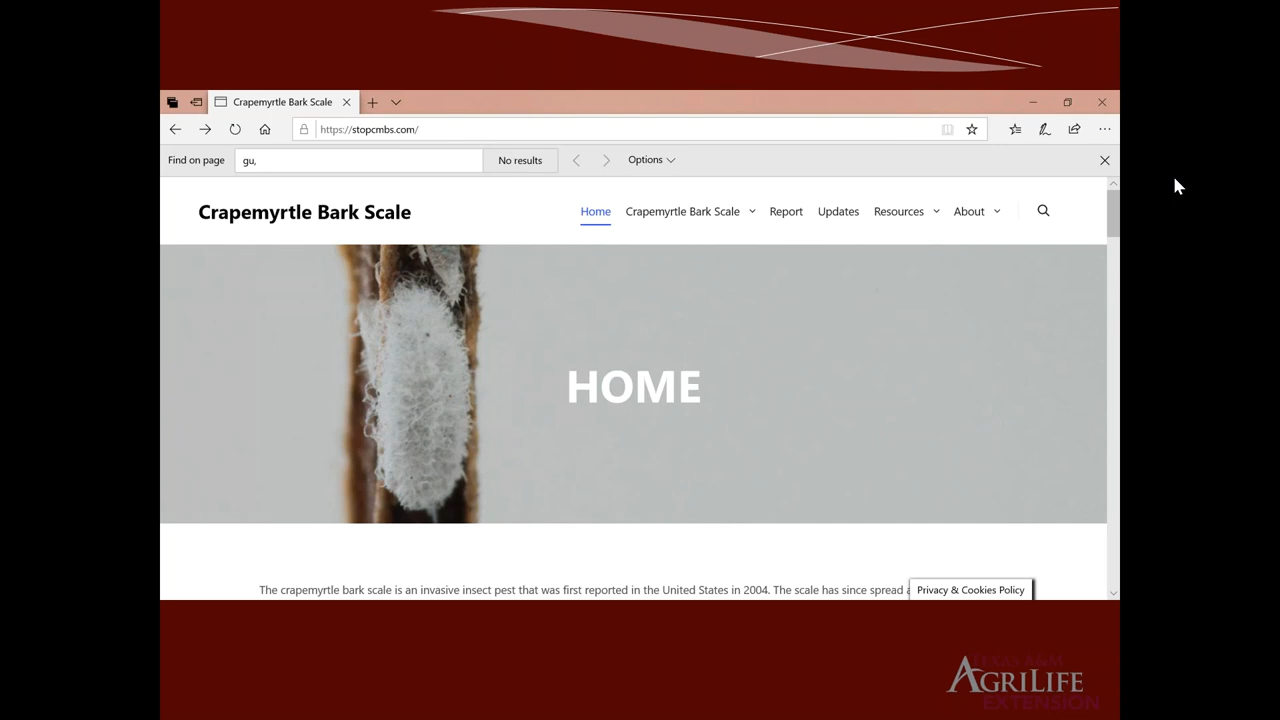 Crapemyrtle Bark Scale
https://stopcmbs.com/
Find on page
gu,
No results
Options
Crapemyrtle Bark Scale
Home
Crapemyrtle Bark Scale
Report
Updates
Resources
About
HOME
The crapemyrtle bark scale is an invasive insect pest that was first reported in the United States in 2004. The scale has since spread
Privacy & Cookies Policy
TEXAS A&M
AGRILIFE
EXTENSION